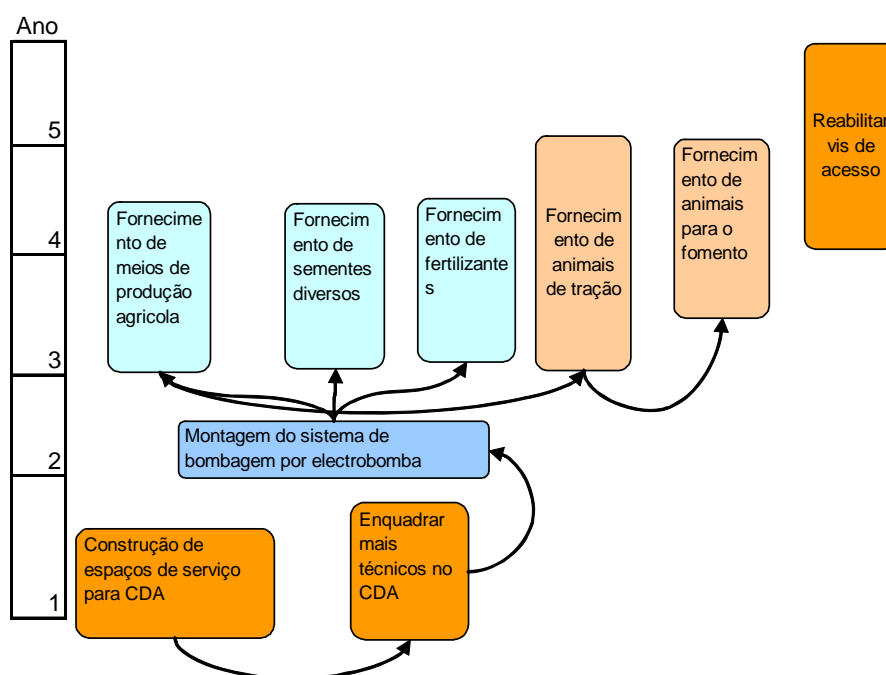 Ano
5
4
3
2
1
Reabilitar
vis de
acesso
Fornecime
nto de
meios de
produção
agricola
Fornecim
ento de
sementes
diversos
Fornecim
ento de
fertilizante
s
Fornecim
ento de
animais
de tração
Fornecim
ento de
animais
para o
fomento
Montagem do sistema de
bombagem por electrobomba
Construção de
espaços de serviço
para CDA
Enquadrar
mais
técnicos no
CDA